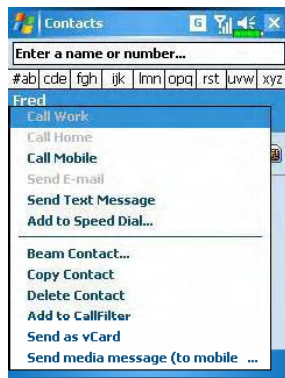 Contacts G
Enter a name or number...
#ab cde fgh ijk lmn opq rst uvw xyz
Fred
Call Work
Call Home
Call Mobile
Send E-mail
Send Text Message
Add to Speed Dial...
Beam Contact...
Copy Contact
Delete Contact
Add to CallFilter
Send as vCard
Send media message (to mobile ...